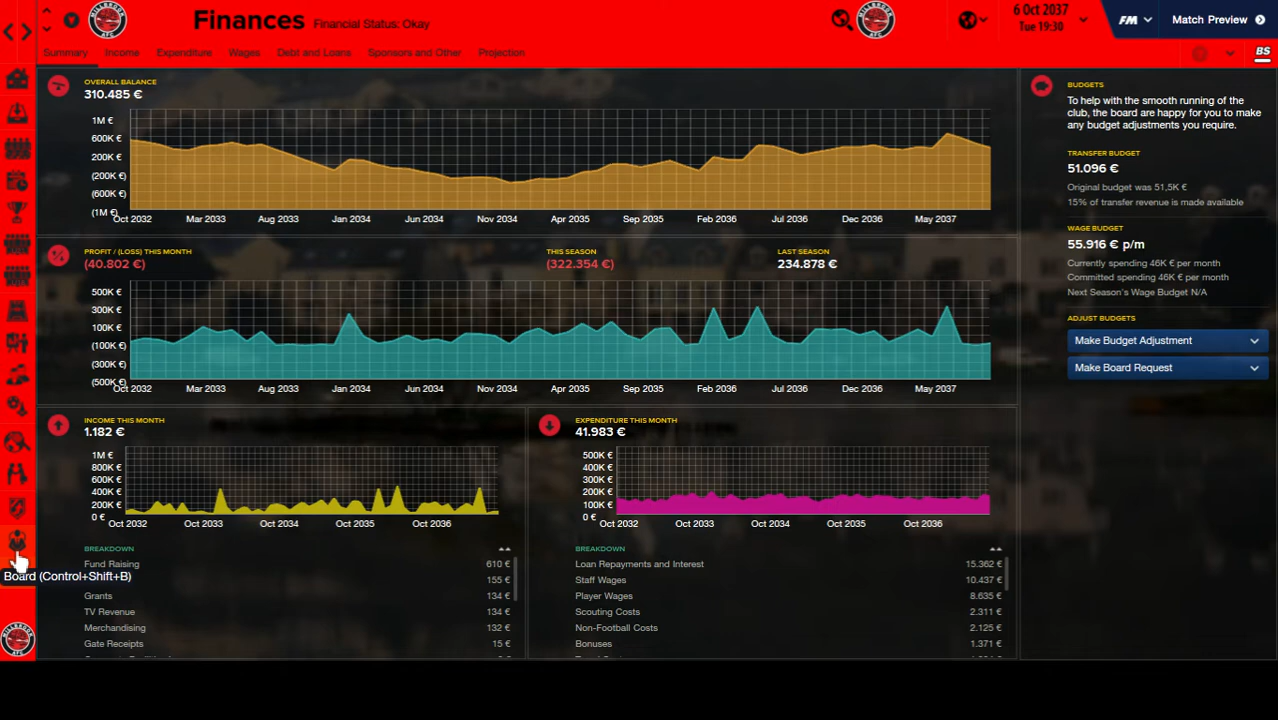 Finances
Financial Status: Okay
6 Oct 2037
Tue 19:30
FM
Match Preview
Summary
Income
Expenditure
Wages
Debt and Loans
Sponsors and Other
Projection
BS
OVERALL BALANCE
310.485 €
1M €
600K €
200K €
(200K €)
(600K €)
(1M €)
Oct 2032 Mar 2033 Aug 2033 Jan 2034 Jun 2034 Nov 2034 Apr 2035 Sep 2035 Feb 2036 Jul 2036 Dec 2036 May 2037
PROFIT / (LOSS) THIS MONTH
(40.802 €)
THIS SEASON
(322.354 €)
LAST SEASON
234.878 €
500K €
300K €
100K €
(100K €)
(300K €)
(500K €)
Oct 2032 Mar 2033 Aug 2033 Jan 2034 Jun 2034 Nov 2034 Apr 2035 Sep 2035 Feb 2036 Jul 2036 Dec 2036 May 2037
INCOME THIS MONTH
1.182 €
1M €
800K €
600K €
400K €
200K €
0 €
Oct 2032 Oct 2033 Oct 2034 Oct 2035 Oct 2036
BREAKDOWN
Fund Raising 610 €
155 €
Grants 134 €
TV Revenue 134 €
Merchandising 132 €
Gate Receipts 15 €
EXPENDITURE THIS MONTH
41.983 €
500K €
400K €
300K €
200K €
100K €
0 €
Oct 2032 Oct 2033 Oct 2034 Oct 2035 Oct 2036
BREAKDOWN
Loan Repayments and Interest 15.362 €
Staff Wages 10.437 €
Player Wages 8.635 €
Scouting Costs 2.311 €
Non-Football Costs 2.125 €
Bonuses 1.371 €
BUDGETS
To help with the smooth running of the
club, the board are happy for you to make
any budget adjustments you require.
TRANSFER BUDGET
51.096 €
Original budget was 51,5K €
15% of transfer revenue is made available
WAGE BUDGET
55.916 € p/m
Currently spending 46K € per month
Committed spending 46K € per month
Next Season's Wage Budget N/A
ADJUST BUDGETS
Make Budget Adjustment
Make Board Request
Board (Control+Shift+B)
MILLBROOK
AFC